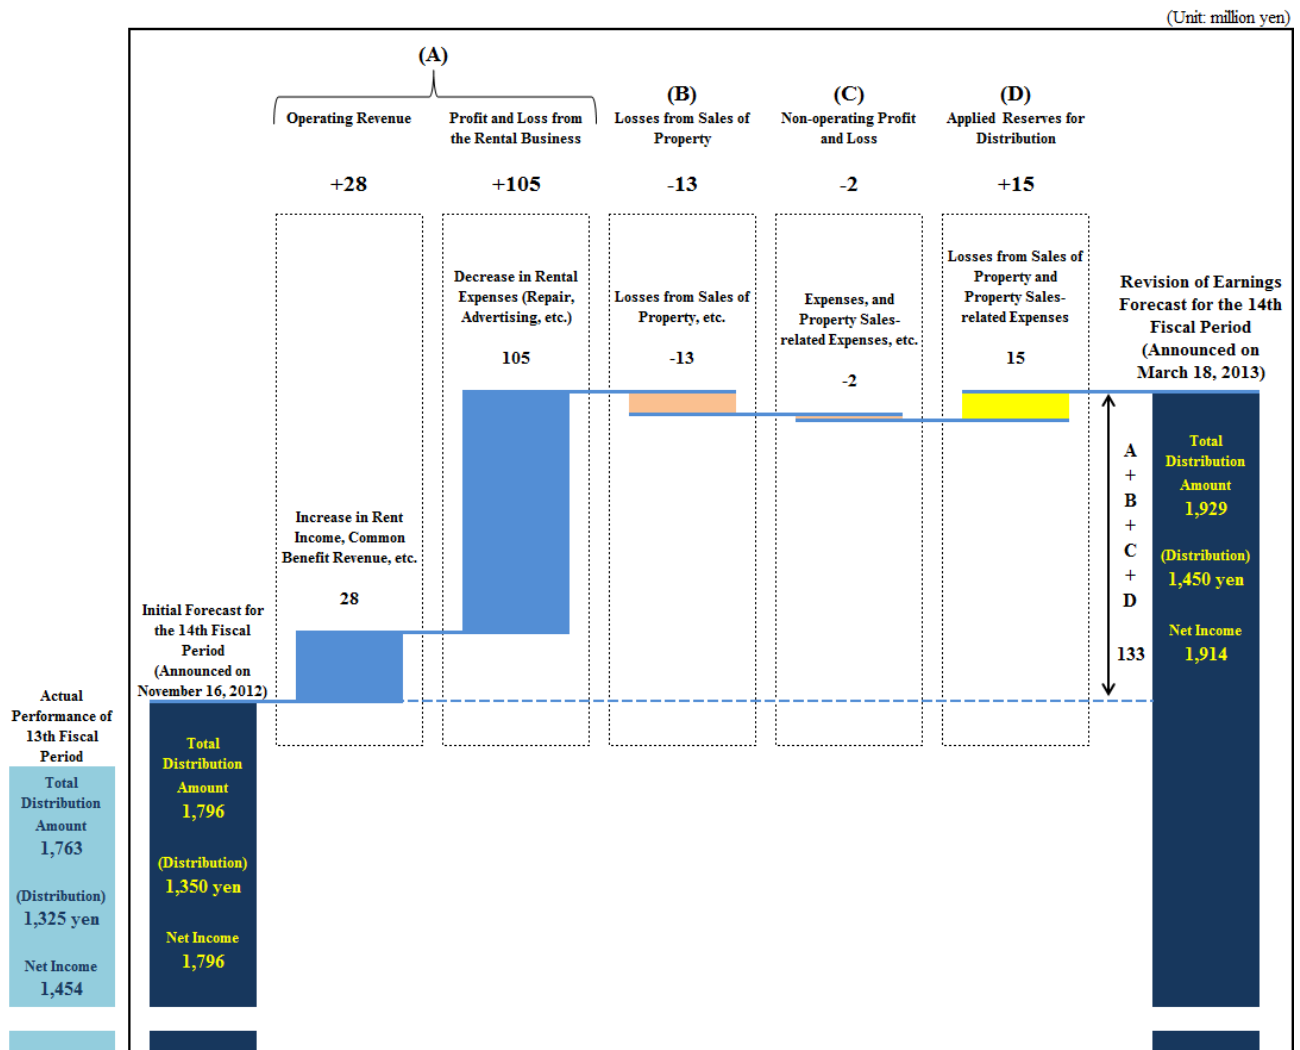 (Unit: million yen)
(A)
Operating Revenue
+28
Profit and Loss from
the Rental Business
+105
(B)
Losses from Sales of
Property
-13
(C)
Non-operating Profit
and Loss
-2
(D)
Applied Reserves for
Distribution
+15
Increase in Rent
Income, Common
Benefit Revenue, etc.
28
Decrease in Rental
Expenses (Repair,
Advertising, etc.)
105
Losses from Sales of
Property, etc.
-13
Expenses, and
Property Sales-
related Expenses, etc.
-2
Losses from Sales of
Property and
Property Sales-
related Expenses
15
Actual
Performance of
13th Fiscal
Period
Total
Distribution
Amount
1,763
(Distribution)
1,325 yen
Net Income
1,454
Initial Forecast for
the 14th Fiscal
Period
(Announced on
November 16, 2012)
Total
Distribution
Amount
1,796
(Distribution)
1,350 yen
Net Income
1,796
A
+
B
+
C
+
D
133
Revision of Earnings
Forecast for the 14th
Fiscal Period
(Announced on
March 18, 2013)
Total
Distribution
Amount
1,929
(Distribution)
1,450 yen
Net Income
1,914